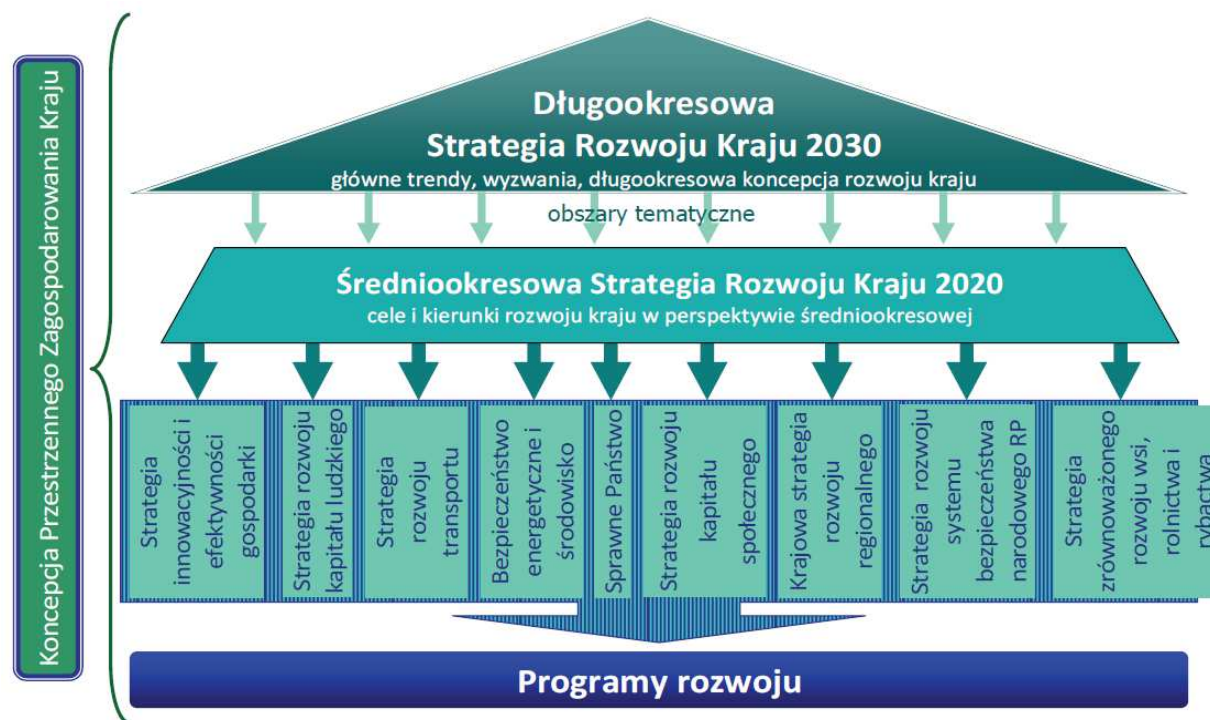 Koncepcja Przestrzennego Zagospodarowania Kraju
Długookresowa
Strategia Rozwoju Kraju 2030
główne trendy, wyzwania, długookresowa koncepcja rozwoju kraju
obszary tematyczne
Średniookresowa Strategia Rozwoju Kraju 2020
cele i kierunki rozwoju kraju w perspektywie średniookresowej
Strategia
innowacyjności i
efektywności
gospodarki
Strategia rozwoju
kapitału ludzkiego
Strategia
rozwoju
transportu
Bezpieczeństwo
energetyczne i
środowisko
Sprawne Państwo
Strategia rozwoju
kapitału
społecznego
Krajowa strategia
rozwoju
regionalnego
Strategia rozwoju
systemu
bezpieczeństwa
narodowego RP
Strategia
zrównoważonego
rozwoju wsi,
rolnictwa i
rybactwa
Programy rozwoju